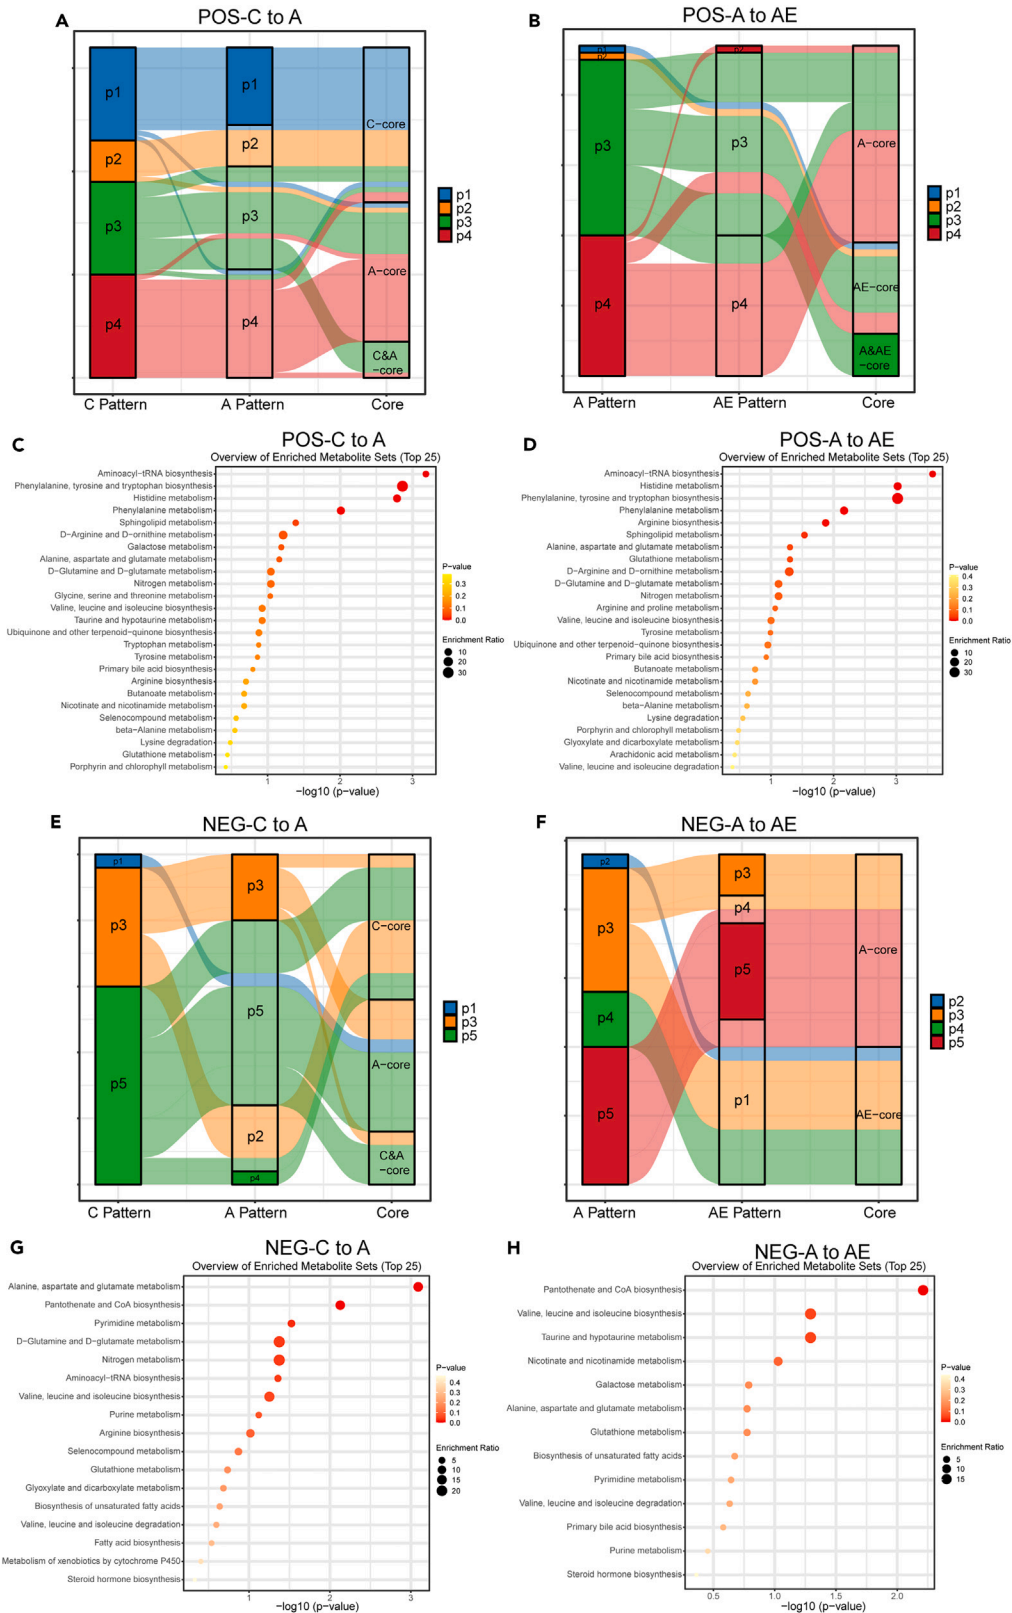 A
POS-C to A
p1
p2
p3
p4
p1
p2
p3
p4
C-core
A-core
C&A
-core
C Pattern
A Pattern
Core
p1
p2
p3
p4
B
POS-A to AE
p1
p2
p3
p4
p2
p3
p4
A-core
AE-core
A&AE
-core
A Pattern
AE Pattern
Core
p1
p2
p3
p4
C
POS-C to A
Overview of Enriched Metabolite Sets (Top 25)
Aminoacyl-tRNA biosynthesis
Phenylalanine, tyrosine and tryptophan biosynthesis
Histidine metabolism
Phenylalanine metabolism
Sphingolipid metabolism
D-Arginine and D-ornithine metabolism
Galactose metabolism
Alanine, aspartate and glutamate metabolism
D-Glutamine and D-glutamate metabolism
Nitrogen metabolism
Glycine, serine and threonine metabolism
Valine, leucine and isoleucine biosynthesis
Taurine and hypotaurine metabolism
Ubiquinone and other terpenoid-quinone biosynthesis
Tryptophan metabolism
Tyrosine metabolism
Primary bile acid biosynthesis
Arginine biosynthesis
Butanoate metabolism
Nicotinate and nicotinamide metabolism
Selenocompound metabolism
beta-Alanine metabolism
Lysine degradation
Glutathione metabolism
Porphyrin and chlorophyll metabolism
1 2 3
-log10 (p-value)
P-value
0.3
0.2
0.1
0.0
Enrichment Ratio
10
20
30
D
POS-A to AE
Overview of Enriched Metabolite Sets (Top 25)
Aminoacyl-tRNA biosynthesis
Histidine metabolism
Phenylalanine, tyrosine and tryptophan biosynthesis
Phenylalanine metabolism
Arginine biosynthesis
Sphingolipid metabolism
Alanine, aspartate and glutamate metabolism
Glutathione metabolism
D-Arginine and D-ornithine metabolism
D-Glutamine and D-glutamate metabolism
Nitrogen metabolism
Arginine and proline metabolism
Valine, leucine and isoleucine biosynthesis
Tyrosine metabolism
Ubiquinone and other terpenoid-quinone biosynthesis
Primary bile acid biosynthesis
Butanoate metabolism
Nicotinate and nicotinamide metabolism
Selenocompound metabolism
beta-Alanine metabolism
Lysine degradation
Porphyrin and chlorophyll metabolism
Glyoxylate and dicarboxylate metabolism
Arachidonic acid metabolism
Valine, leucine and isoleucine degradation
1 2 3
-log10 (p-value)
P-value
0.4
0.3
0.2
0.1
0.0
Enrichment Ratio
10
20
30
E
NEG-C to A
p1
p3
p5
p3
p5
p2
p4
C-core
A-core
C&A
-core
C Pattern
A Pattern
Core
p1
p3
p5
F
NEG-A to AE
p2
p3
p4
p5
p3
p4
p5
p1
A-core
AE-core
A Pattern
AE Pattern
Core
p2
p3
p4
p5
G
NEG-C to A
Overview of Enriched Metabolite Sets (Top 25)
Alanine, aspartate and glutamate metabolism
Pantothenate and CoA biosynthesis
Pyrimidine metabolism
D-Glutamine and D-glutamate metabolism
Nitrogen metabolism
Aminoacyl-tRNA biosynthesis
Valine, leucine and isoleucine biosynthesis
Purine metabolism
Arginine biosynthesis
Selenocompound metabolism
Glutathione metabolism
Glyoxylate and dicarboxylate metabolism
Biosynthesis of unsaturated fatty acids
Valine, leucine and isoleucine degradation
Fatty acid biosynthesis
Metabolism of xenobiotics by cytochrome P450
Steroid hormone biosynthesis
1 2 3
-log10 (p-value)
P-value
0.4
0.3
0.2
0.1
0.0
Enrichment Ratio
5
10
15
20
H
NEG-A to AE
Overview of Enriched Metabolite Sets (Top 25)
Pantothenate and CoA biosynthesis
Valine, leucine and isoleucine biosynthesis
Taurine and hypotaurine metabolism
Nicotinate and nicotinamide metabolism
Galactose metabolism
Alanine, aspartate and glutamate metabolism
Glutathione metabolism
Biosynthesis of unsaturated fatty acids
Pyrimidine metabolism
Valine, leucine and isoleucine degradation
Primary bile acid biosynthesis
Purine metabolism
Steroid hormone biosynthesis
0.5 1.0 1.5 2.0
-log10 (p-value)
P-value
0.4
0.3
0.2
0.1
0.0
Enrichment Ratio
5
10
15